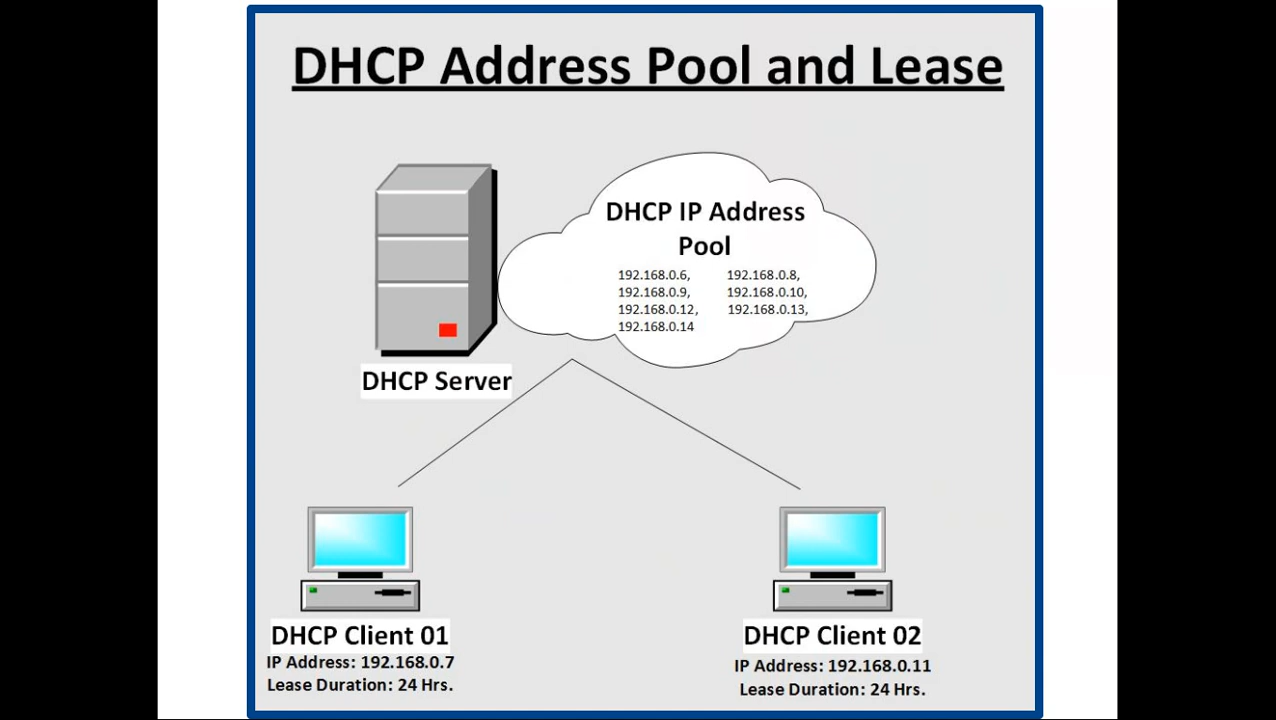 DHCP Address Pool and Lease
DHCP IP Address
Pool
192.168.0.6, 192.168.0.8,
192.168.0.9, 192.168.0.10,
192.168.0.12, 192.168.0.13,
192.168.0.14
DHCP Server
DHCP Client 01
IP Address: 192.168.0.7
Lease Duration: 24 Hrs.
DHCP Client 02
IP Address: 192.168.0.11
Lease Duration: 24 Hrs.